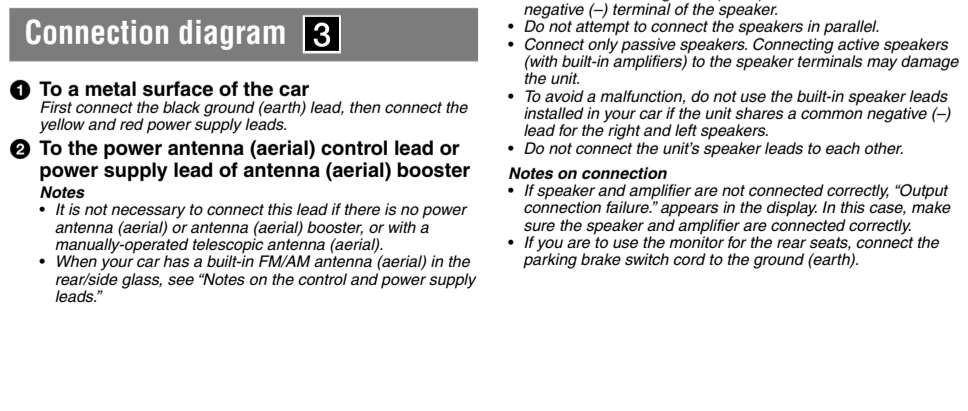 Connection diagram 3
❶ To a metal surface of the car
First connect the black ground (earth) lead, then connect the
yellow and red power supply leads.
❷ To the power antenna (aerial) control lead or
power supply lead of antenna (aerial) booster
Notes
• It is not necessary to connect this lead if there is no power
antenna (aerial) or antenna (aerial) booster, or with a
manually-operated telescopic antenna (aerial).
• When your car has a built-in FM/AM antenna (aerial) in the
rear/side glass, see “Notes on the control and power supply
leads.”
negative (–) terminal of the speaker.
• Do not attempt to connect the speakers in parallel.
• Connect only passive speakers. Connecting active speakers
(with built-in amplifiers) to the speaker terminals may damage
the unit.
• To avoid a malfunction, do not use the built-in speaker leads
installed in your car if the unit shares a common negative (–)
lead for the right and left speakers.
• Do not connect the unit’s speaker leads to each other.
Notes on connection
• If speaker and amplifier are not connected correctly, “Output
connection failure.” appears in the display. In this case, make
sure the speaker and amplifier are connected correctly.
• If you are to use the monitor for the rear seats, connect the
parking brake switch cord to the ground (earth).